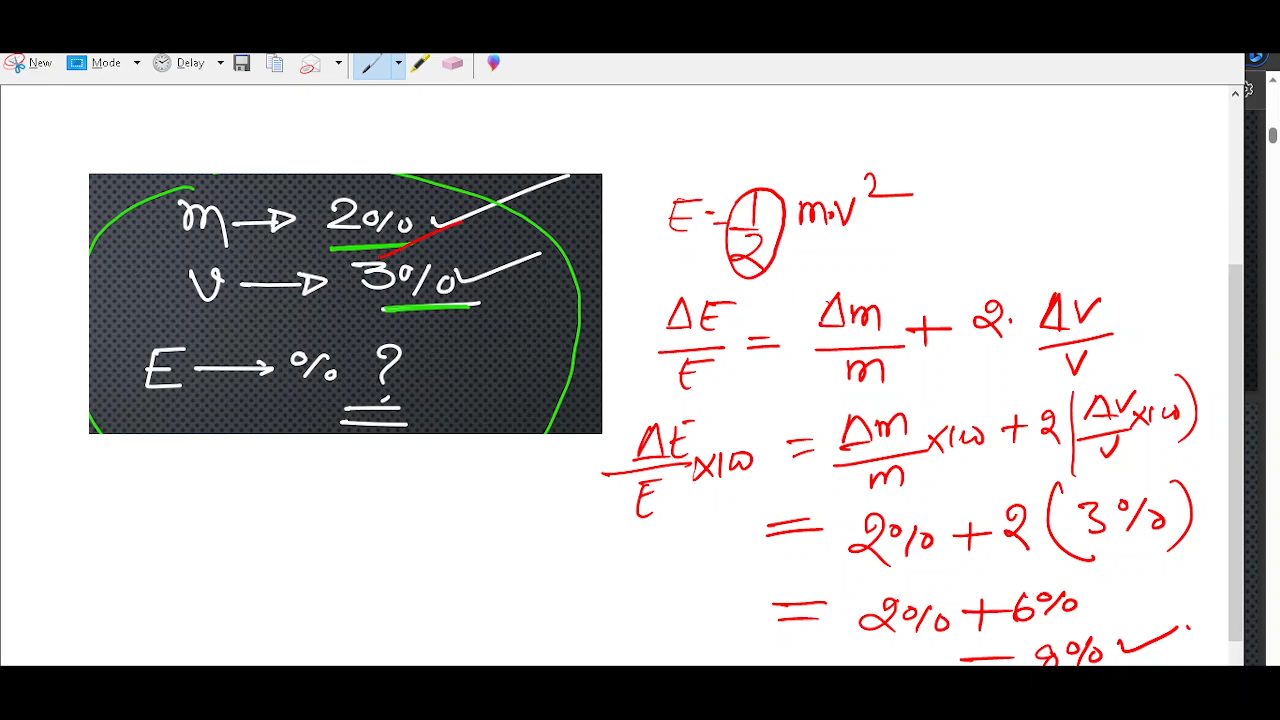 New Mode Delay
m → 2%
v → 3%
E → % ?
E = 1/2 m.v²
ΔE/E = Δm/m + 2. Δv/v
ΔE/E ×100 = Δm/m ×100 + 2(Δv/v ×100)
= 2% + 2(3%)
= 2% + 6%
= 8% ✓